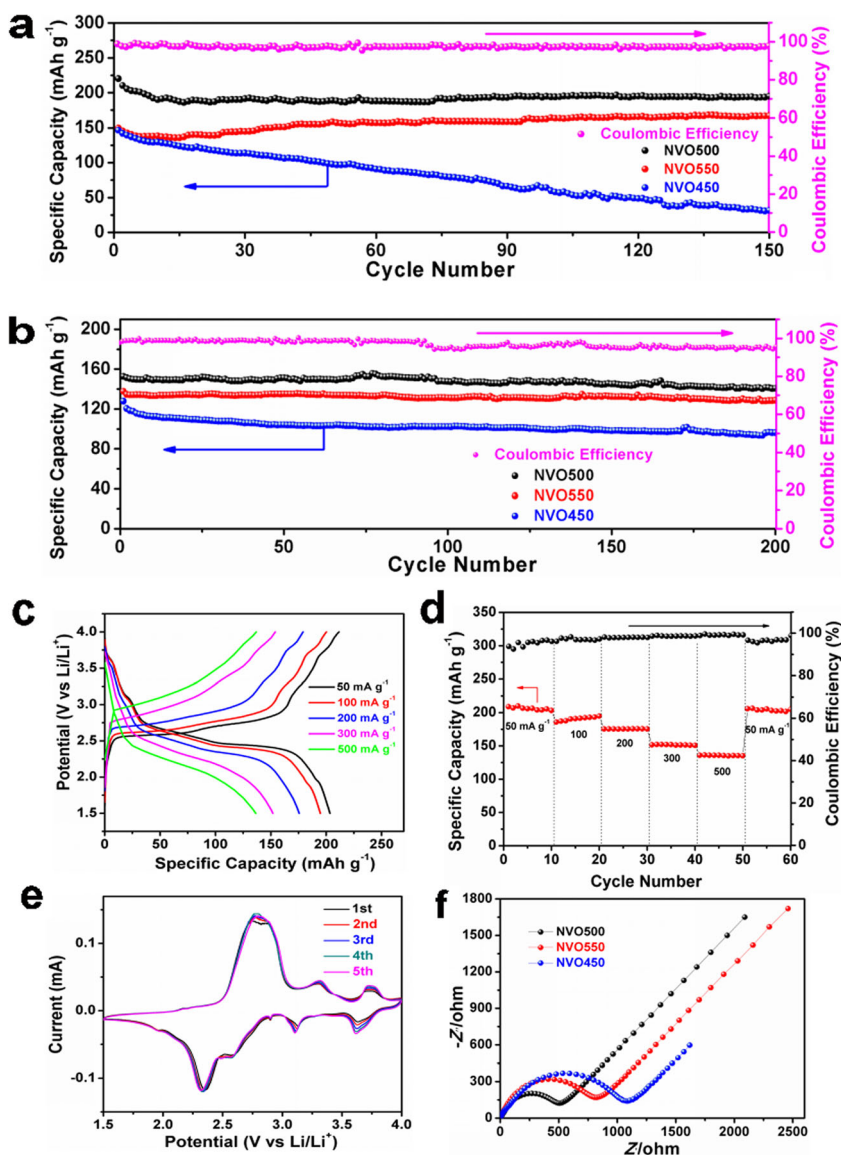 a
300
250
200
150
100
50
0
Specific Capacity (mAh g⁻¹)
100
80
60
40
20
0
Coulombic Efficiency (%)
Coulombic Efficiency
NVO500
NVO550
NVO450
0 30 60 90 120 150
Cycle Number
b
200
160
120
80
40
0
Specific Capacity (mAh g⁻¹)
100
80
60
40
20
0
Coulombic Efficiency (%)
Coulombic Efficiency
NVO500
NVO550
NVO450
0 50 100 150 200
Cycle Number
c
4.0
3.5
3.0
2.5
2.0
1.5
Potential (V vs Li/Li⁺)
50 mA g⁻¹
100 mA g⁻¹
200 mA g⁻¹
300 mA g⁻¹
500 mA g⁻¹
0 50 100 150 200 250
Specific Capacity (mAh g⁻¹)
d
350
300
250
200
150
100
50
0
Specific Capacity (mAh g⁻¹)
100
80
60
40
20
0
Coulombic Efficiency (%)
50 mA g⁻¹
100
200
300
500
50 mA g⁻¹
0 10 20 30 40 50 60
Cycle Number
e
0.1
0.0
-0.1
Current (mA)
1st
2nd
3rd
4th
5th
1.5 2.0 2.5 3.0 3.5 4.0
Potential (V vs Li/Li⁺)
f
1800
1500
1200
900
600
300
0
-Z'/ohm
NVO500
NVO550
NVO450
0 500 1000 1500 2000 2500
Z'/ohm